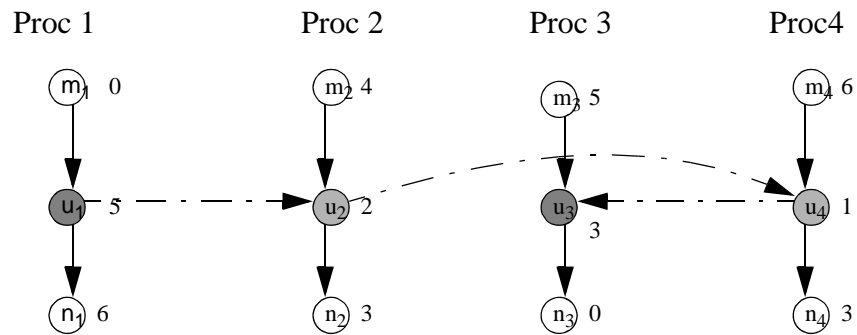 Proc 1 Proc 2 Proc 3 Proc4
m1 0 m2 4 m3 5 m4 6
u1 5 u2 2 u3 3 u4 1
n1 6 n2 3 n3 0 n4 3